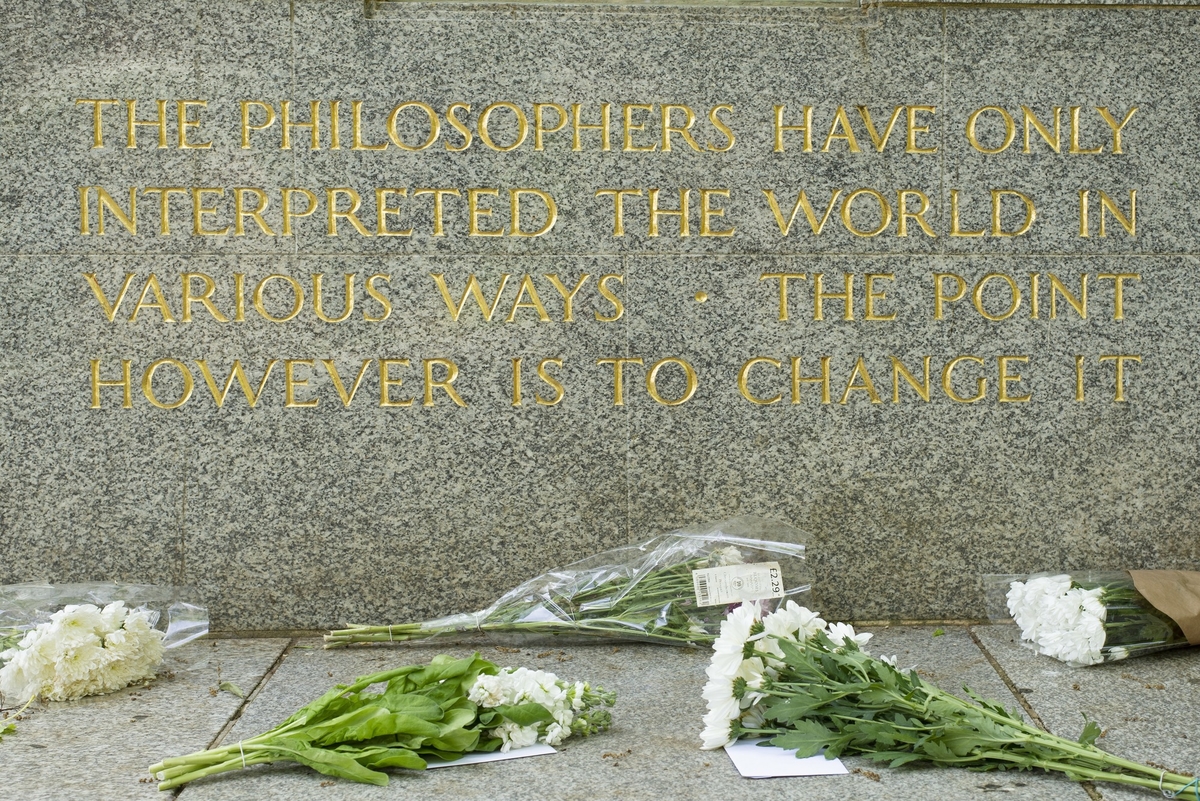 THE PHILOSOPHERS HAVE ONLY
INTERPRETED THE WORLD IN
VARIOUS WAYS · THE POINT
HOWEVER IS TO CHANGE IT
£2.29